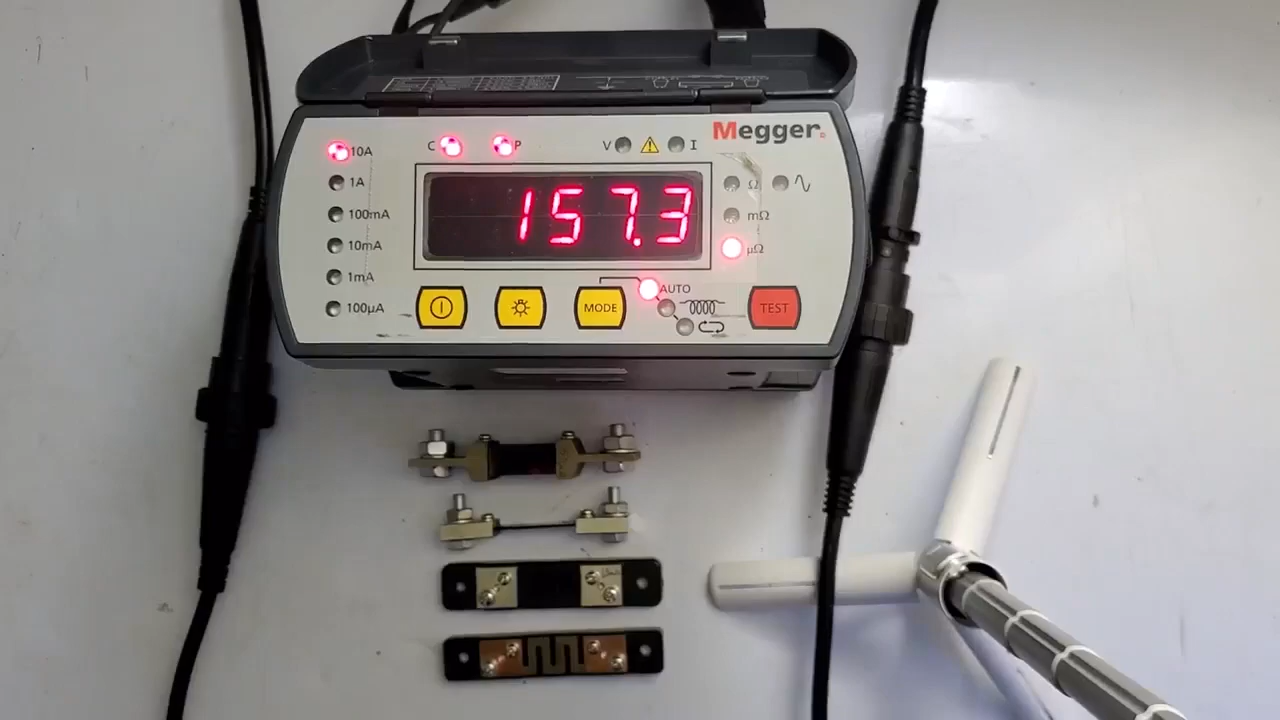 Megger
10A
C
P
V
I
1A
100mA
10mA
1mA
100µA
157.3
Ω
mΩ
µΩ
MODE
AUTO
TEST